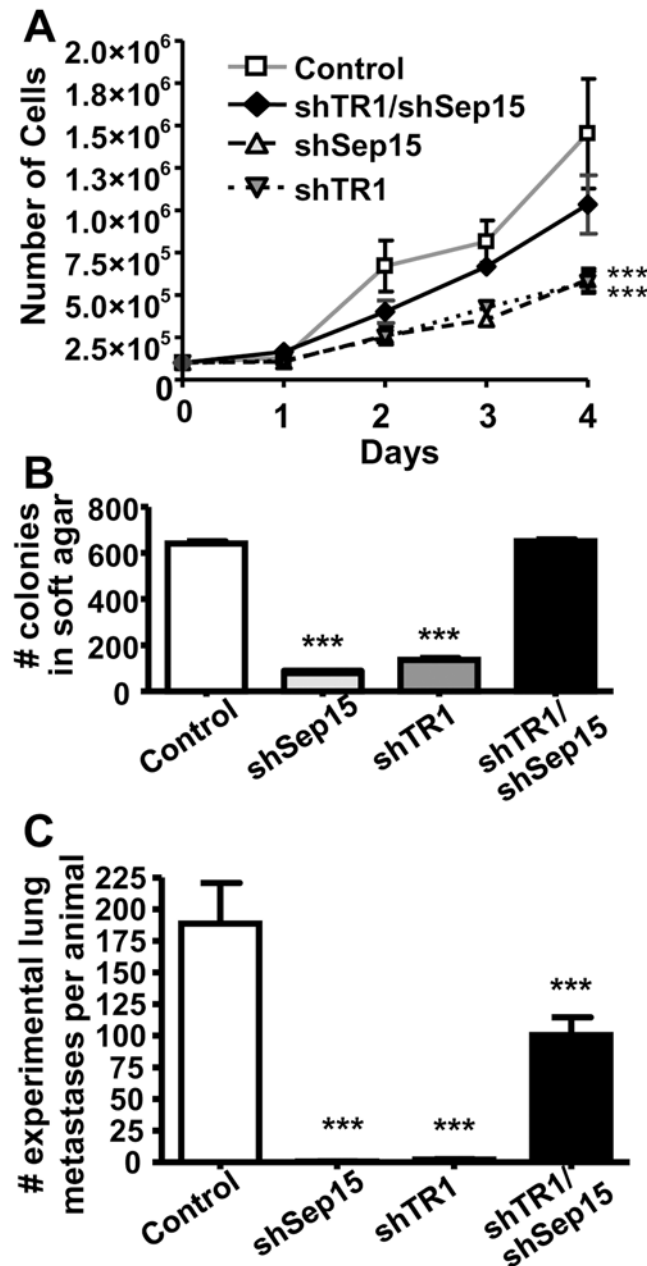 A
Number of Cells
2.0×10⁶
1.8×10⁶
1.5×10⁶
1.3×10⁶
1.0×10⁶
7.5×10⁵
5.0×10⁵
2.5×10⁵
0
Control
shTR1/shSep15
shSep15
shTR1
***
***
0 1 2 3 4
Days
B
# colonies
in soft agar
800
600
400
200
0
*** ***
Control shSep15 shTR1 shTR1/
shSep15
C
# experimental lung
metastases per animal
225
200
175
150
125
100
75
50
25
0
*** *** ***
Control shSep15 shTR1 shTR1/
shSep15